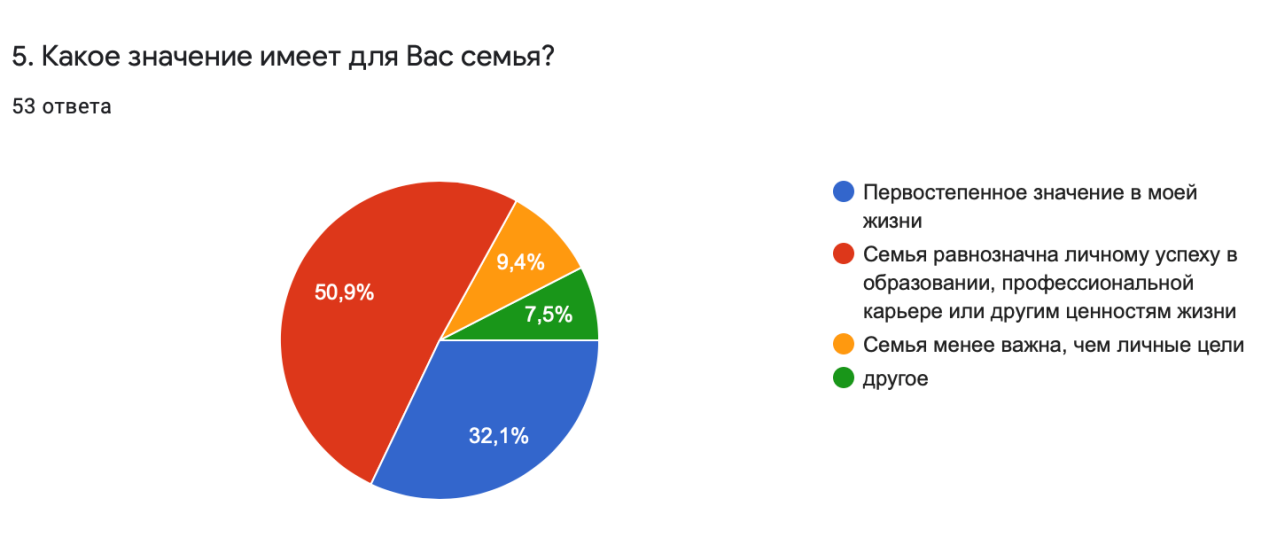 5. Какое значение имеет для Вас семья?
53 ответа
Первостепенное значение в моей
жизни
Семья равнозначна личному успеху в
образовании, профессиональной
карьере или другим ценностям жизни
Семья менее важна, чем личные цели
другое
50,9%
9,4%
7,5%
32,1%